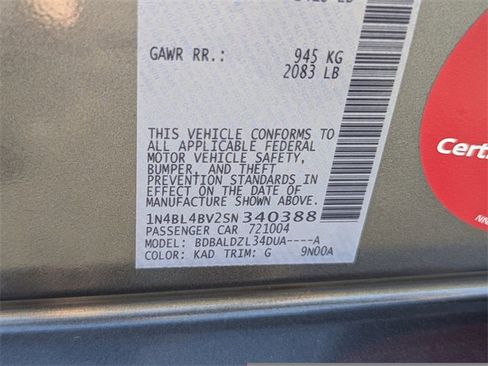 GAWR RR.: 945 KG
2083 LB
THIS VEHICLE CONFORMS TO
ALL APPLICABLE FEDERAL
MOTOR VEHICLE SAFETY,
BUMPER, AND THEFT
PREVENTION STANDARDS IN
EFFECT ON THE DATE OF
MANUFACTURE SHOWN ABOVE.
1N4BL4BV2SN340388
PASSENGER CAR 721004
MODEL: BDBALDZL34DUA----A
COLOR: KAD TRIM: G 9N00A